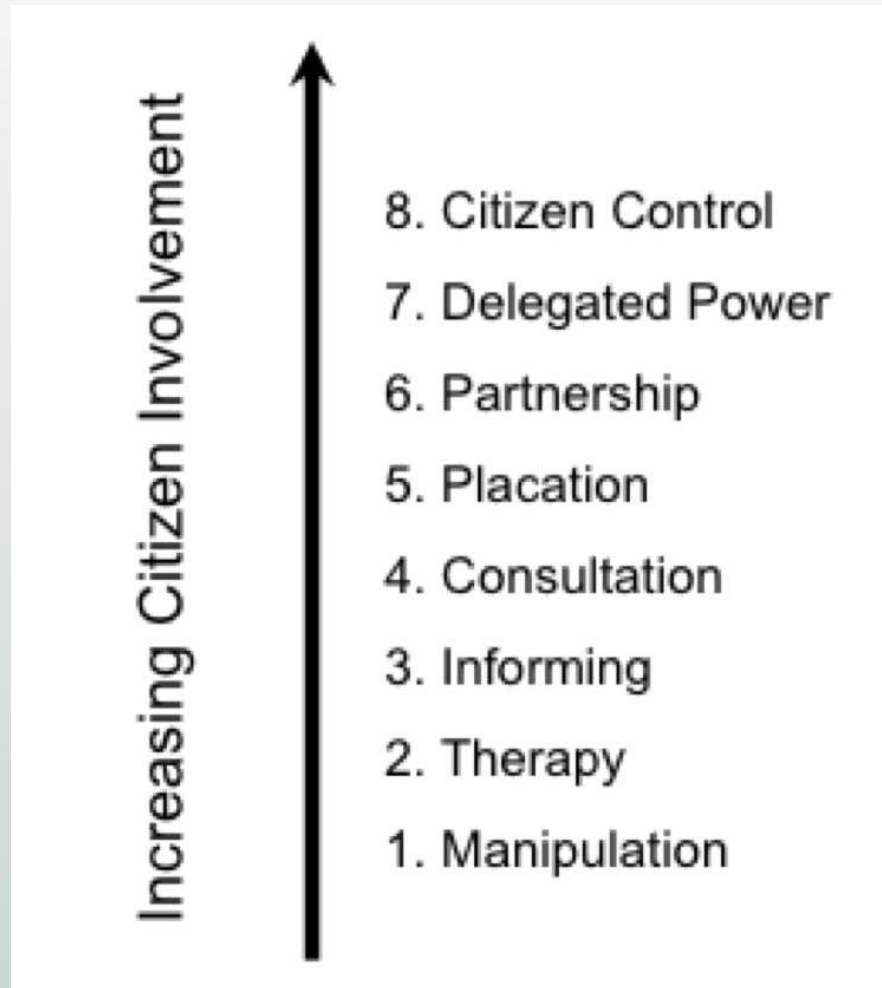 Increasing Citizen Involvement
8. Citizen Control
7. Delegated Power
6. Partnership
5. Placation
4. Consultation
3. Informing
2. Therapy
1. Manipulation